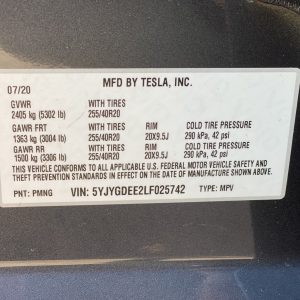 MFD BY TESLA, INC.
07/20
GVWR WITH TIRES
2405 kg (5302 lb) 255/40R20
GAWR FRT WITH TIRES RIM COLD TIRE PRESSURE
1363 kg (3004 lb) 255/40R20 20X9.5J 290 kPa, 42 psi
GAWR RR WITH TIRES RIM COLD TIRE PRESSURE
1500 kg (3306 lb) 255/40R20 20X9.5J 290 kPa, 42 psi
THIS VEHICLE CONFORMS TO ALL APPLICABLE U.S. FEDERAL MOTOR VEHICLE SAFETY AND
THEFT PREVENTION STANDARDS IN EFFECT ON THE DATE OF MANUFACTURE SHOWN ABOVE.
PNT: PMNG VIN: 5YJYGDEE2LF025742 TYPE: MPV